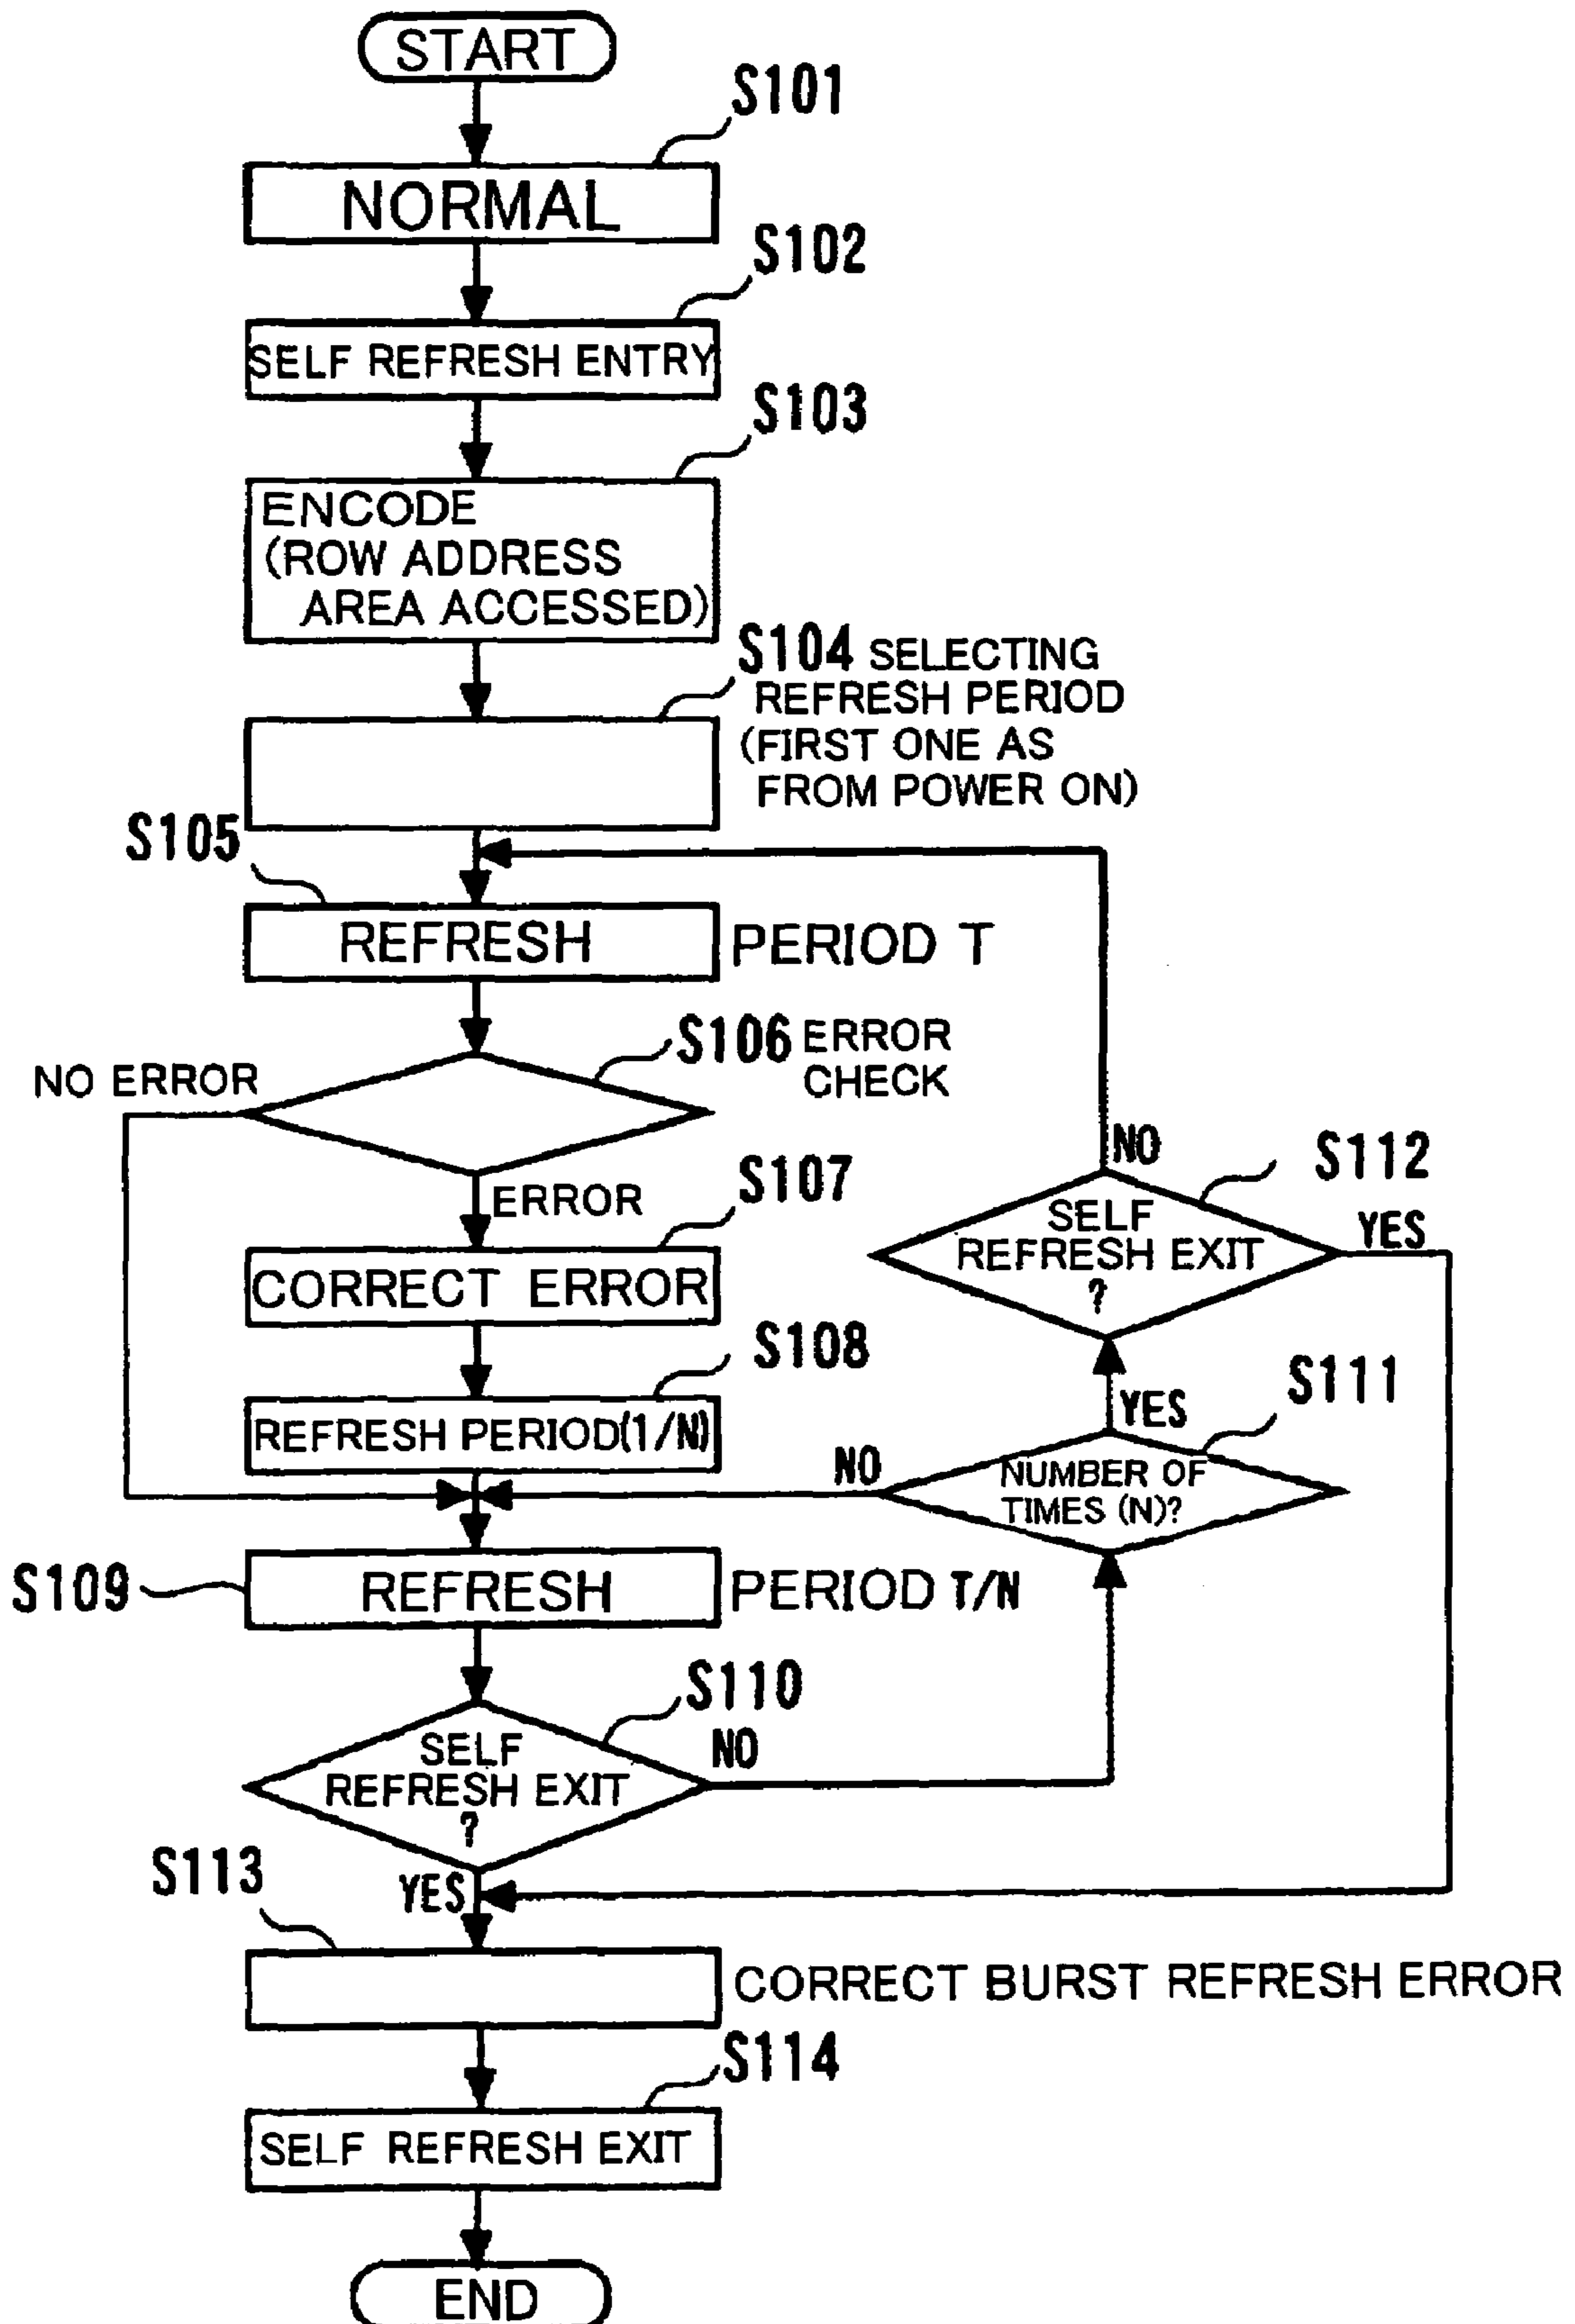 START
S101
NORMAL
S102
SELF REFRESH ENTRY
S103
ENCODE
(ROW ADDRESS
AREA ACCESSED)
S104 SELECTING
REFRESH PERIOD
(FIRST ONE AS
FROM POWER ON)
S105
REFRESH PERIOD T
S106 ERROR
CHECK
NO ERROR
ERROR
S107
CORRECT ERROR
S108
REFRESH PERIOD(1/N)
NO
S112
SELF
REFRESH EXIT
?
YES
YES
S111
NUMBER OF
TIMES (N)?
NO
S109
REFRESH PERIOD T/N
S110
SELF
REFRESH EXIT
?
NO
YES
S113
CORRECT BURST REFRESH ERROR
S114
SELF REFRESH EXIT
END